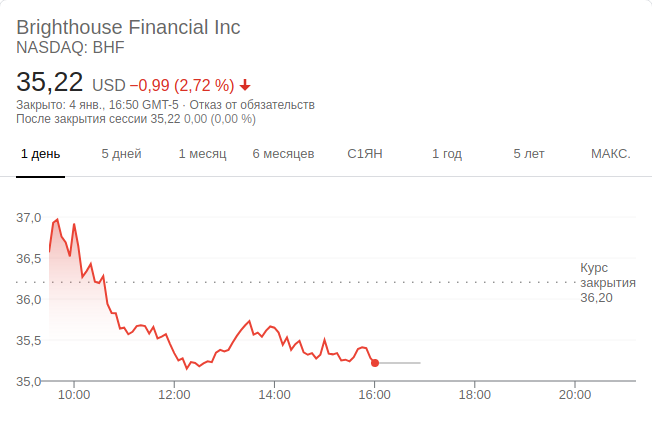 Brighthouse Financial Inc
NASDAQ: BHF
35,22 USD −0,99 (2,72 %)
Закрыто: 4 янв., 16:50 GMT-5 · Отказ от обязательств
После закрытия сессии 35,22 0,00 (0,00 %)
1 день 5 дней 1 месяц 6 месяцев С1ЯН 1 год 5 лет МАКС.
37,0
36,5
Курс
закрытия
36,20
36,0
35,5
35,0
10:00 12:00 14:00 16:00 18:00 20:00